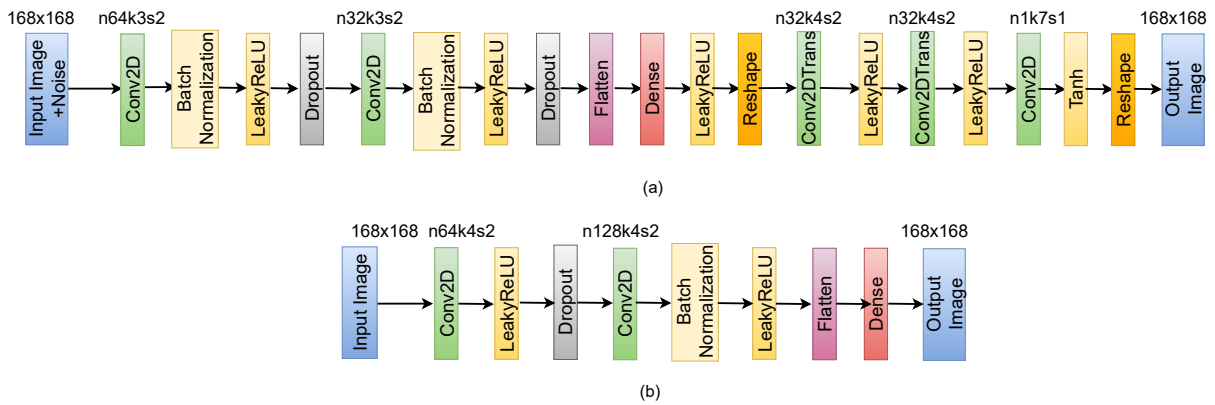 168x168
n64k3s2
n32k3s2
n32k4s2
n32k4s2
n1k7s1
168x168
Input Image
+Noise
Conv2D
Batch
Normalization
LeakyReLU
Dropout
Conv2D
Batch
Normalization
LeakyReLU
Dropout
Flatten
Dense
LeakyReLU
Reshape
Conv2DTrans
LeakyReLU
Conv2DTrans
LeakyReLU
Conv2D
Tanh
Reshape
Output
Image
(a)
168x168
n64k4s2
n128k4s2
168x168
Input Image
Conv2D
LeakyReLU
Dropout
Conv2D
Batch
Normalization
LeakyReLU
Flatten
Dense
Output
Image
(b)